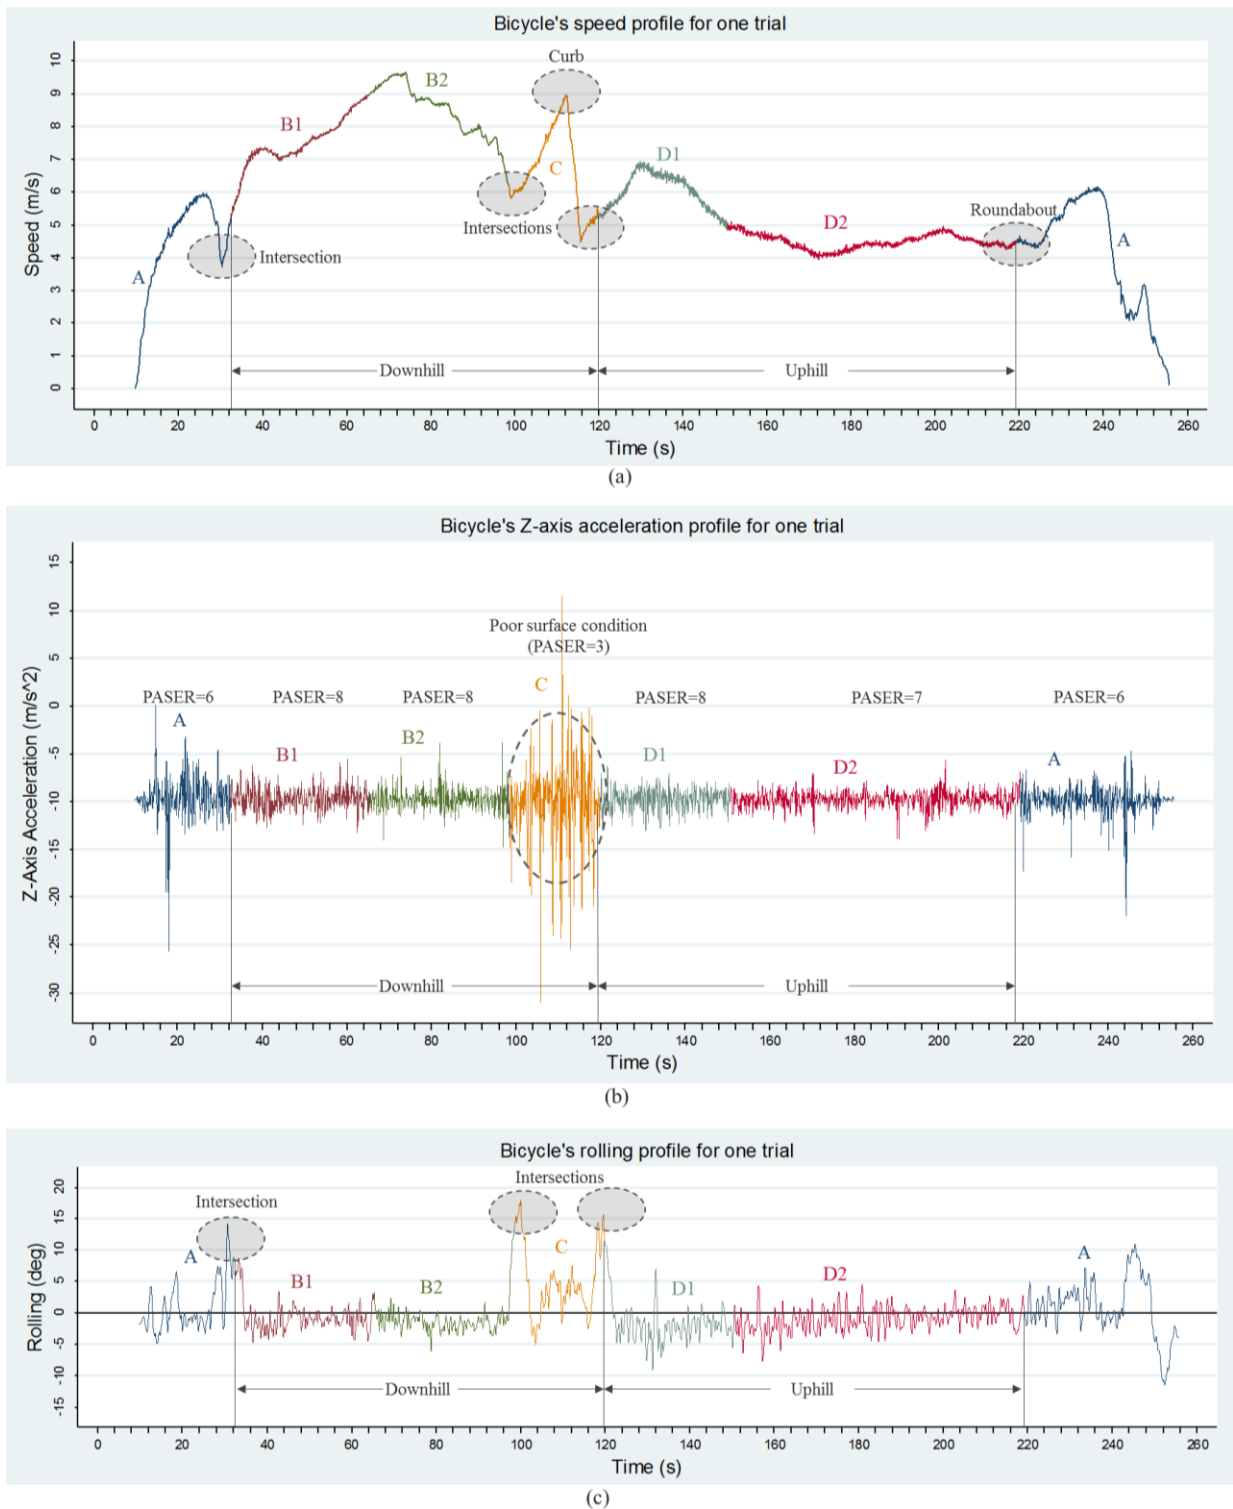 Bicycle's speed profile for one trial
Speed (m/s)
10
9
8
7
6
5
4
3
2
1
0
Curb
B2
B1
D1
C
Intersections
Intersection
A
D2
Roundabout
A
Downhill
Uphill
0 20 40 60 80 100 120 140 160 180 200 220 240 260
Time (s)
(a)
Bicycle's Z-axis acceleration profile for one trial
Z-Axis Acceleration (m/s^2)
15
10
5
0
-5
-10
-15
-20
-25
-30
Poor surface condition
(PASER=3)
PASER=6 PASER=8 PASER=8 PASER=8 PASER=7 PASER=6
C
A
B1
B2
D1
D2
A
Downhill
Uphill
0 20 40 60 80 100 120 140 160 180 200 220 240 260
Time (s)
(b)
Bicycle's rolling profile for one trial
Rolling (deg)
20
15
10
5
0
-5
-10
-15
Intersections
Intersection
A
B1
B2
C
D1
D2
A
Downhill
Uphill
0 20 40 60 80 100 120 140 160 180 200 220 240 260
Time (s)
(c)